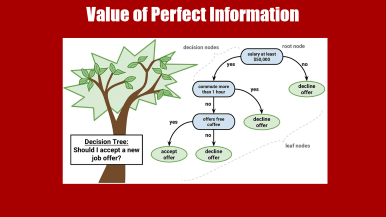 Value of Perfect Information
decision nodes
root node
salary at least
$50,000
yes
no
commute more
than 1 hour
decline
offer
yes
no
offers free
coffee
decline
offer
yes
no
accept
offer
decline
offer
leaf nodes
Decision Tree:
Should I accept a new
job offer?